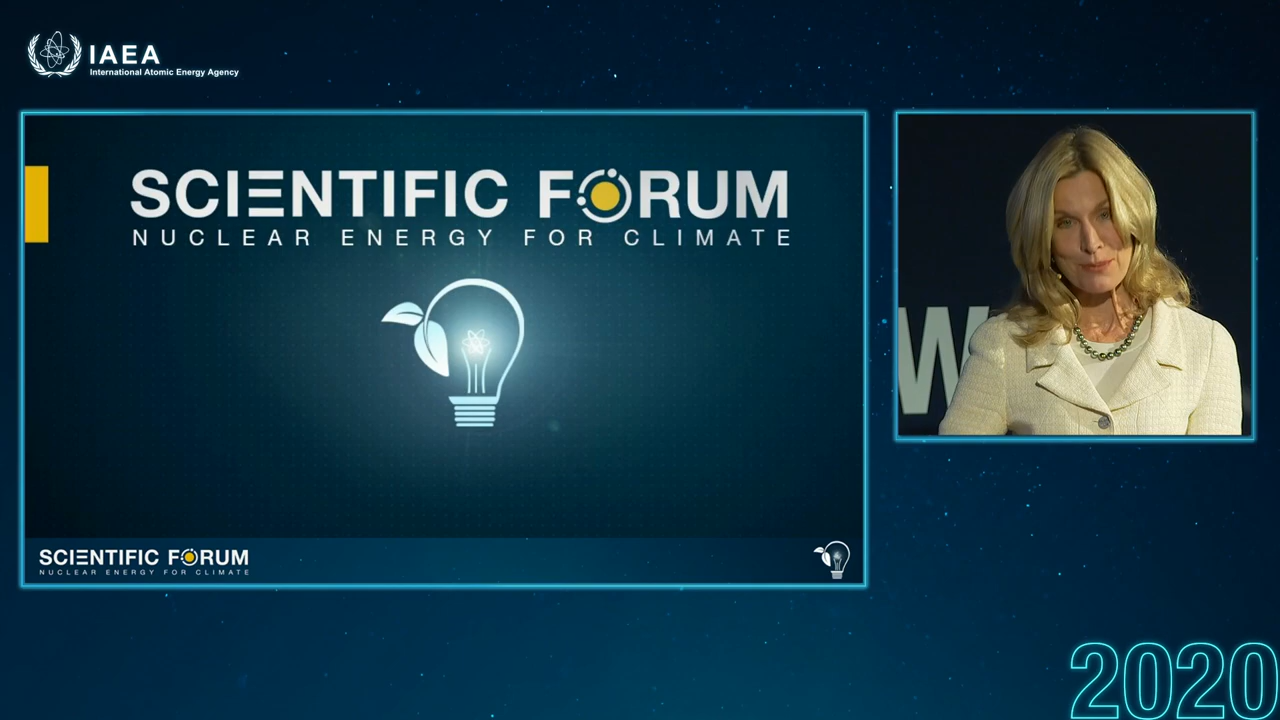 IAEA
International Atomic Energy Agency
SCIENTIFIC FORUM
NUCLEAR ENERGY FOR CLIMATE
W
SCIENTIFIC FORUM
NUCLEAR ENERGY FOR CLIMATE
2020